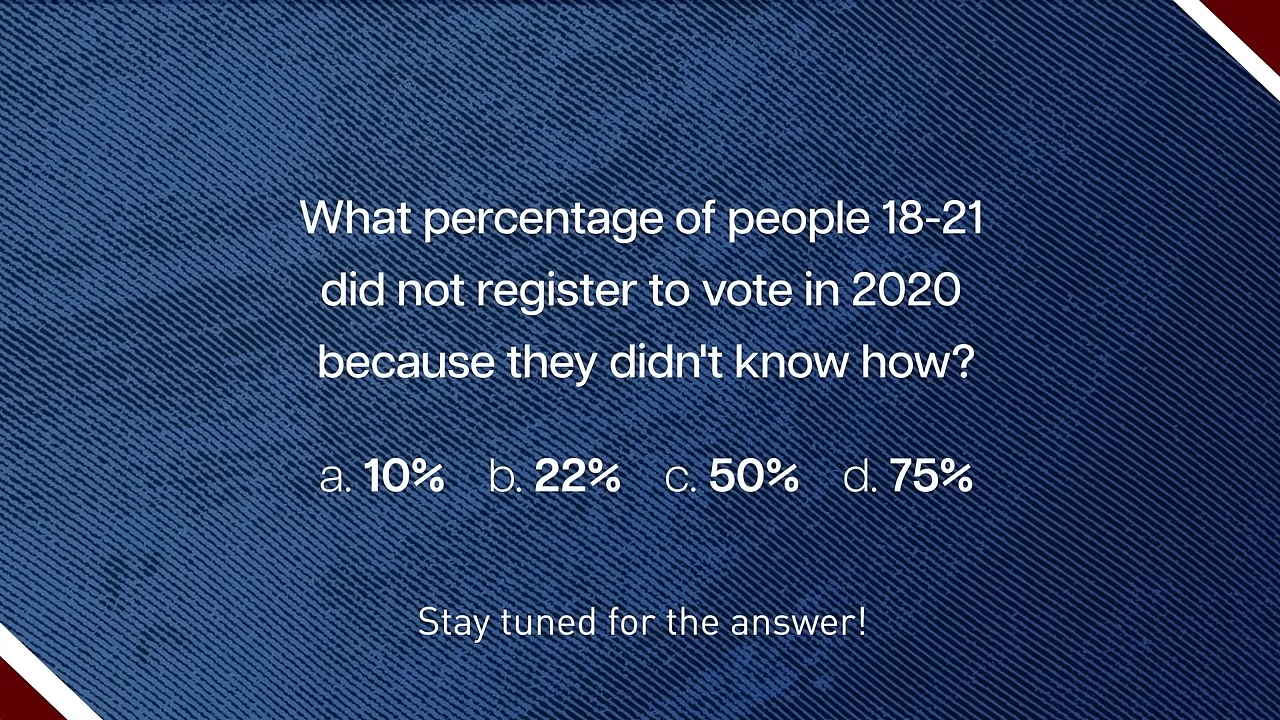 What percentage of people 18-21
did not register to vote in 2020
because they didn't know how?
a. 10% b. 22% c. 50% d. 75%
Stay tuned for the answer!